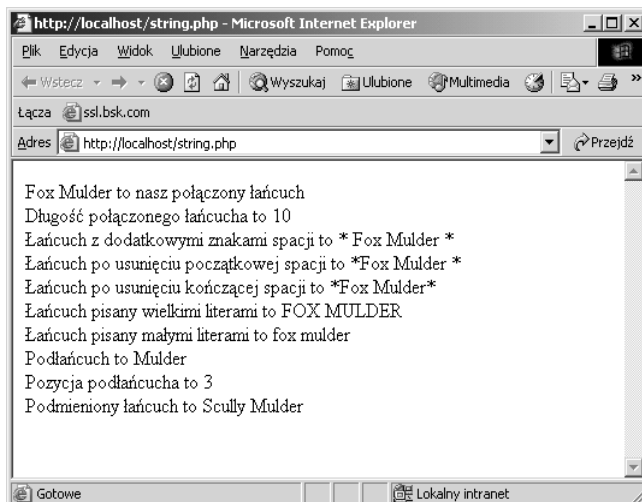 http://localhost/string.php - Microsoft Internet Explorer
Plik Edycja Widok Ulubione Narzędzia Pomoc
Wstecz Wyszukaj Ulubione Multimedia »
Łącza ssl.bsk.com
Adres http://localhost/string.php Przejdź
Fox Mulder to nasz połączony łańcuch
Długość połączonego łańcucha to 10
Łańcuch z dodatkowymi znakami spacji to * Fox Mulder *
Łańcuch po usunięciu początkowej spacji to *Fox Mulder *
Łańcuch po usunięciu kończącej spacji to *Fox Mulder*
Łańcuch pisany wielkimi literami to FOX MULDER
Łańcuch pisany małymi literami to fox mulder
Podłańcuch to Mulder
Pozycja podłańcucha to 3
Podmieniony łańcuch to Scully Mulder
Gotowe Lokalny intranet